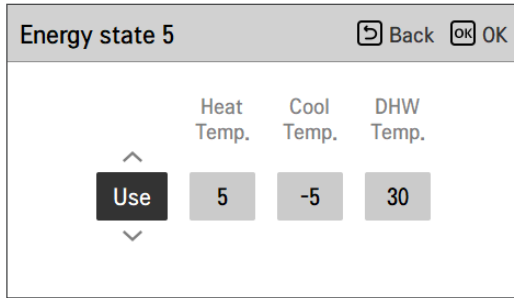 Energy state 5 Back OK OK
Heat Cool DHW
Temp. Temp. Temp.
Use 5 -5 30